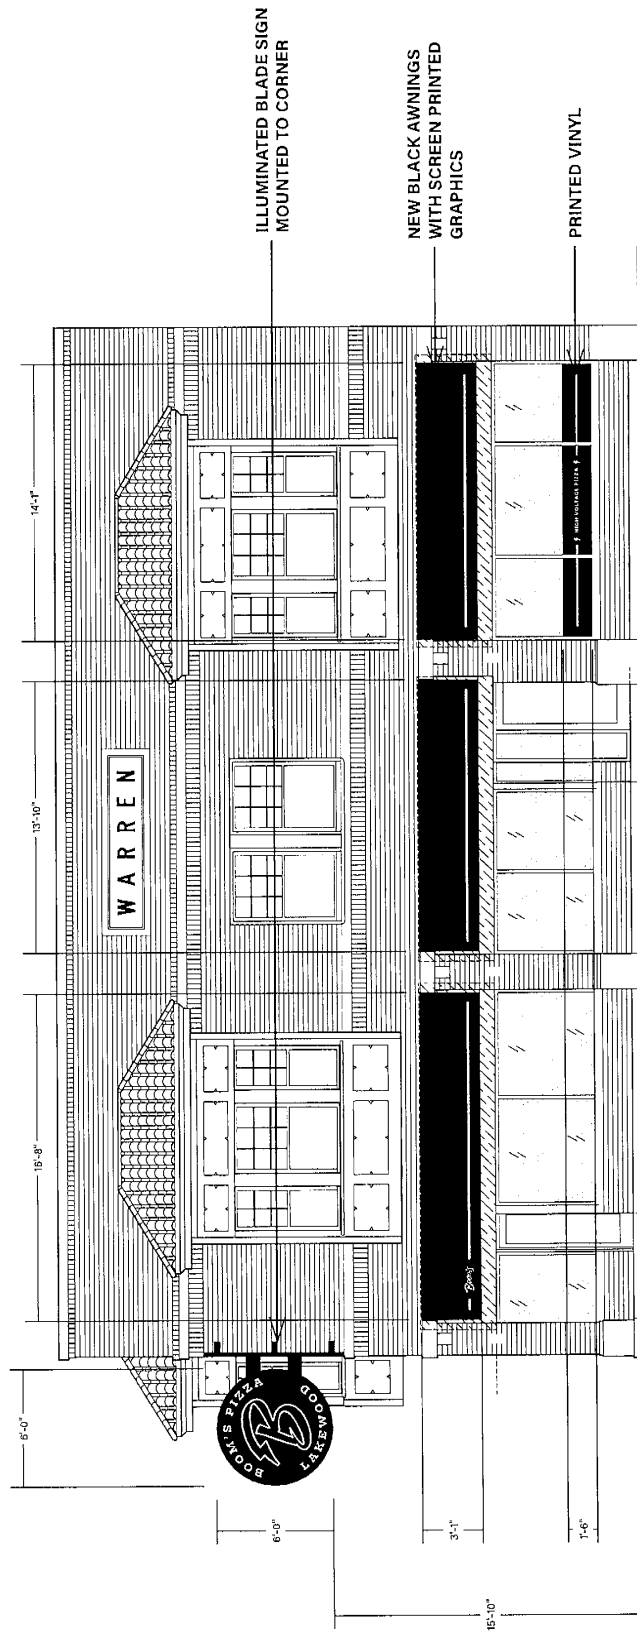 ILLUMINATED BLADE SIGN
MOUNTED TO CORNER
NEW BLACK AWNINGS
WITH SCREEN PRINTED
GRAPHICS
PRINTED VINYL
14'-1"
13'-10"
16'-8"
6'-0"
WARREN
BOOM'S PIZZA
B
LAKEWOOD
Boom's
HIGH VOLTAGE PIZZA
6'-0"
3'-1"
1'-6"
15'-10"